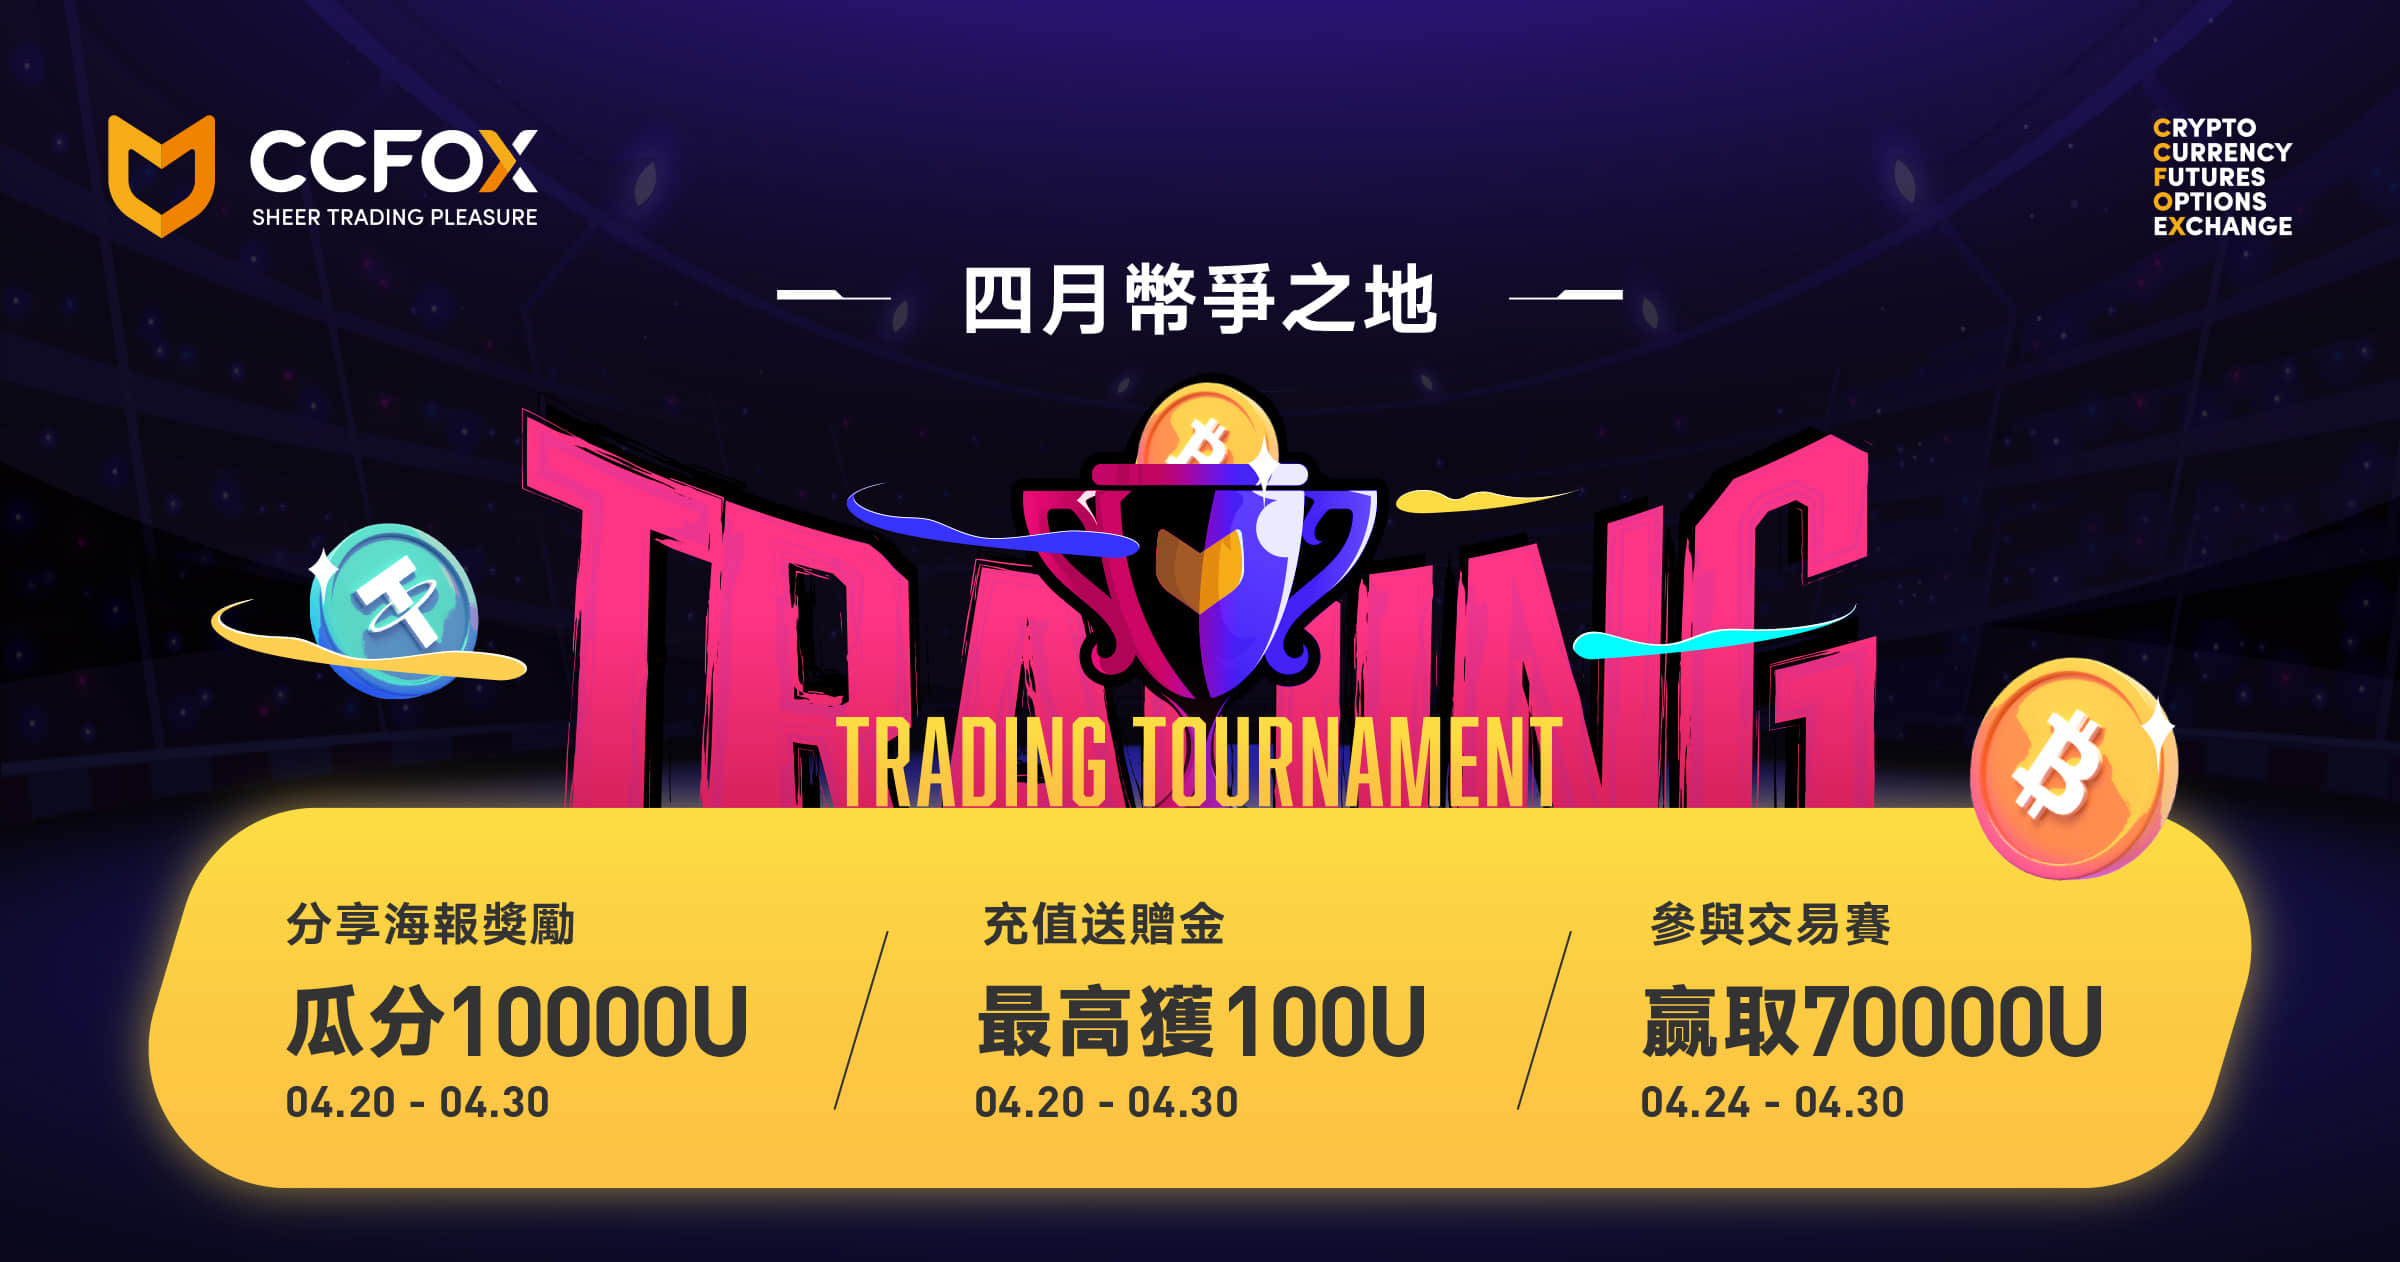 CCFOX
SHEER TRADING PLEASURE
CRYPTO
CURRENCY
FUTURES
OPTIONS
EXCHANGE
四月幣爭之地
TRADING
TRADING TOURNAMENT
分享海報獎勵
瓜分10000U
04.20 - 04.30
充值送贈金
最高獲100U
04.20 - 04.30
參與交易賽
赢取70000U
04.24 - 04.30